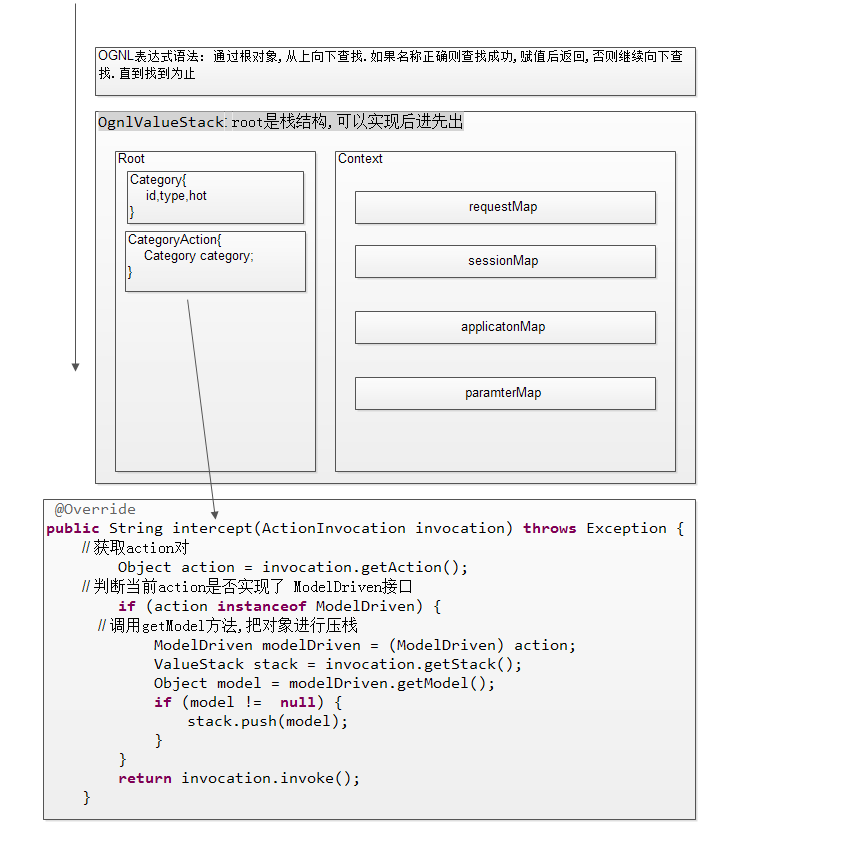 OGNL表达式语法: 通过根对象,从上向下查找.如果名称正确则查找成功,赋值后返回,否则继续向下查
找.直到找到为止
OgnlValueStack:root是栈结构,可以实现后进先出
Root
Category{
id,type,hot
}
CategoryAction{
Category category;
}
Context
requestMap
sessionMap
applicatonMap
paramterMap
@Override
public String intercept(ActionInvocation invocation) throws Exception {
//获取action对
Object action = invocation.getAction();
//判断当前action是否实现了 ModelDriven接口
if (action instanceof ModelDriven) {
//调用getModel方法,把对象进行压栈
ModelDriven modelDriven = (ModelDriven) action;
ValueStack stack = invocation.getStack();
Object model = modelDriven.getModel();
if (model != null) {
stack.push(model);
}
}
return invocation.invoke();
}